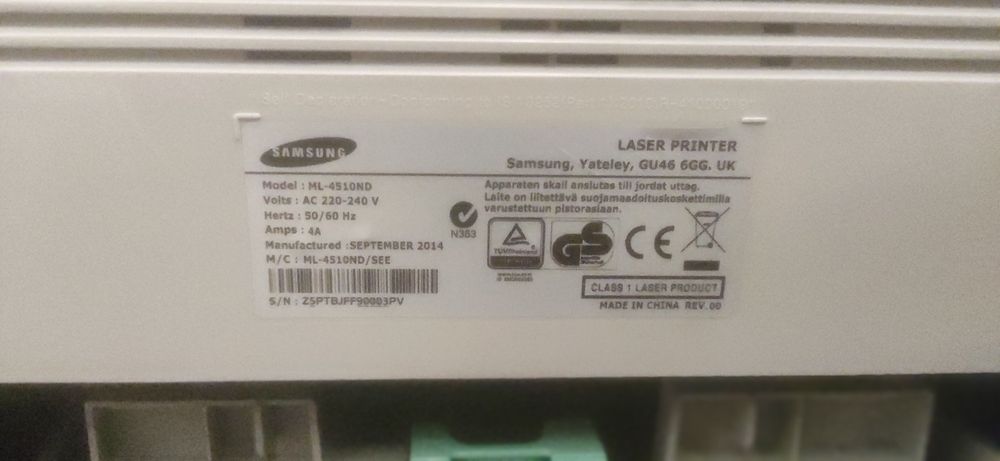 SAMSUNG
LASER PRINTER
Samsung, Yateley, GU46 6GG. UK
Model : ML-4510ND
Volts : AC 220-240 V
Hertz : 50/60 Hz
Amps : 4A
Manufactured :SEPTEMBER 2014
M/C : ML-4510ND/SEE
S/N : Z5PTBJFF90003PV
N383
Apparaten skall anslutas till jordat uttag.
Laite on liitettävä suojamaadoituskoskettimilla
varustettuun pistorasiaan.
TÜVRheinland
GS
CE
CLASS 1 LASER PRODUCT
MADE IN CHINA REV.00